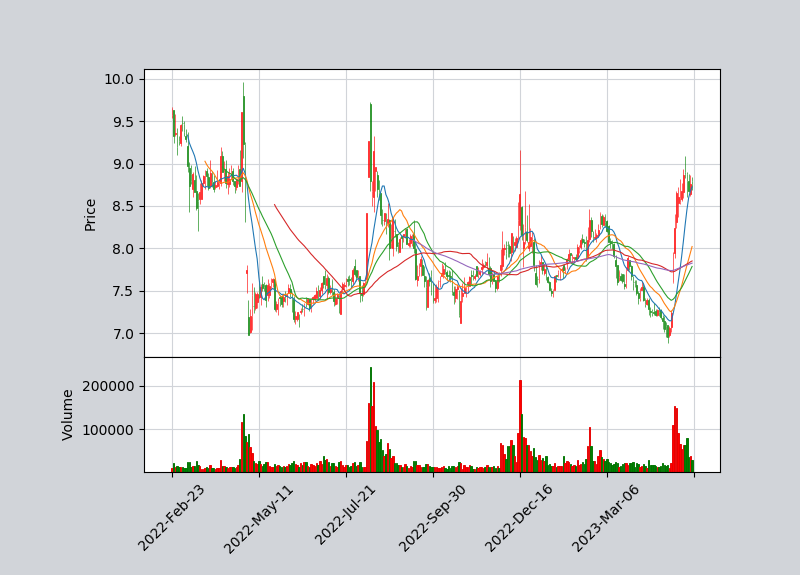 10.0
9.5
9.0
8.5
8.0
7.5
7.0
Price
200000
100000
Volume
2022-Feb-23
2022-May-11
2022-Jul-21
2022-Sep-30
2022-Dec-16
2023-Mar-06